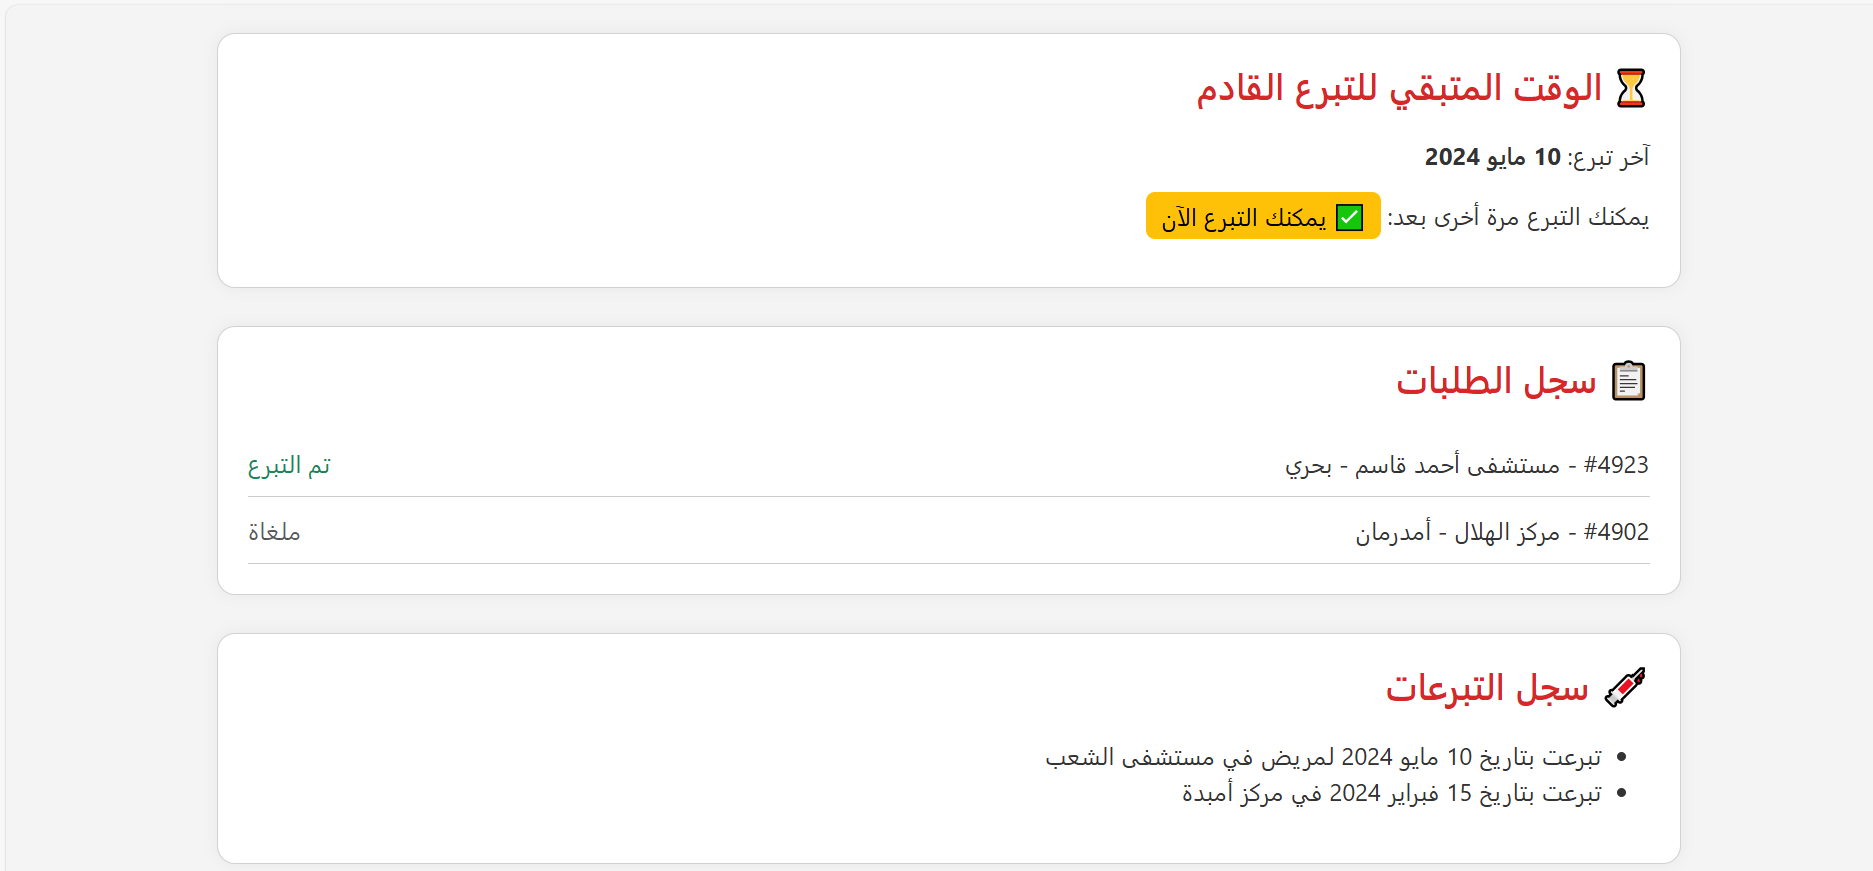 ⏳ الوقت المتبقي للتبرع القادم
آخر تبرع: 10 مايو 2024
يمكنك التبرع مرة أخرى بعد: ✅ يمكنك التبرع الآن
📋 سجل الطلبات
#4923 - مستشفى أحمد قاسم - بحري تم التبرع
#4902 - مركز الهلال - أمدرمان ملغاة
💉 سجل التبرعات
• تبرعت بتاريخ 10 مايو 2024 لمريض في مستشفى الشعب
• تبرعت بتاريخ 15 فبراير 2024 في مركز أمبدة